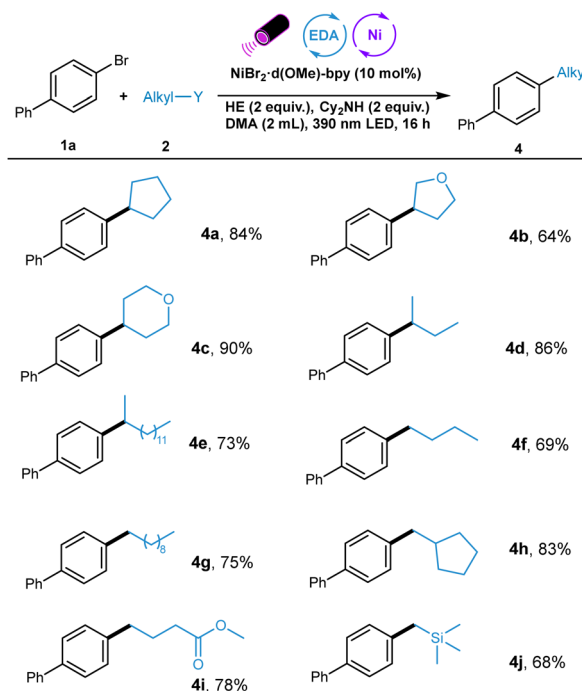 EDA Ni
Br
NiBr₂·d(OMe)-bpy (10 mol%)
Alkyl
Ph + Alkyl—Y
HE (2 equiv.), Cy₂NH (2 equiv.)
DMA (2 mL), 390 nm LED, 16 h
Ph
1a 2 4
O
4a, 84% 4b, 64%
Ph Ph
O
4c, 90% 4d, 86%
Ph Ph
11
4e, 73% 4f, 69%
Ph Ph
8
4g, 75% 4h, 83%
Ph Ph
O Si
O
4i, 78% 4j, 68%
Ph Ph